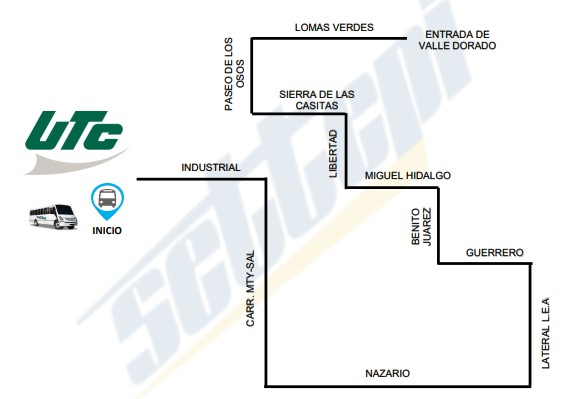 LOMAS VERDES
ENTRADA DE
VALLE DORADO
PASEO DE LOS
OSOS
SIERRA DE LAS
CASITAS
UTC
LIBERTAD
INDUSTRIAL
MIGUEL HIDALGO
INICIO
BENITO
JUAREZ
GUERRERO
CARR. MTY-SAL
LATERAL L.E.A
NAZARIO
settepi